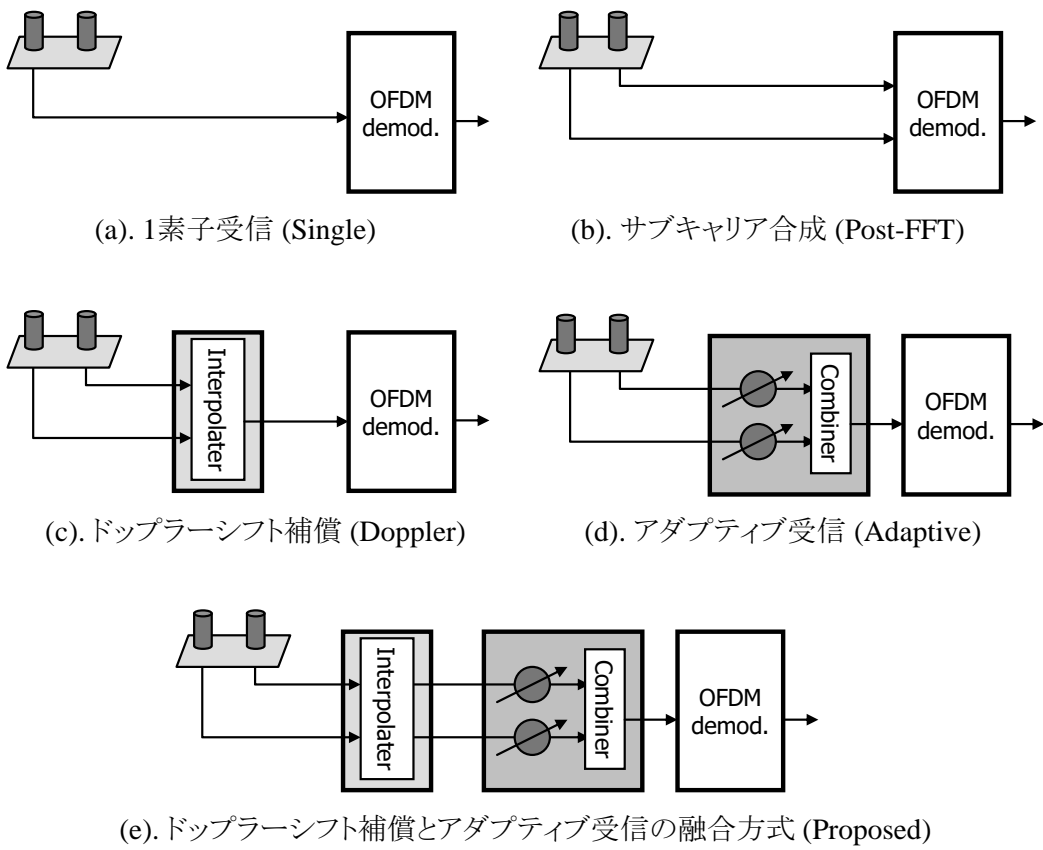 OFDM
demod.
(a). 1素子受信 (Single)
OFDM
demod.
(b). サブキャリア合成 (Post-FFT)
Interpolater
OFDM
demod.
(c). ドップラーシフト補償 (Doppler)
Combiner
OFDM
demod.
(d). アダプティブ受信 (Adaptive)
Interpolater
Combiner
OFDM
demod.
(e). ドップラーシフト補償とアダプティブ受信の融合方式 (Proposed)